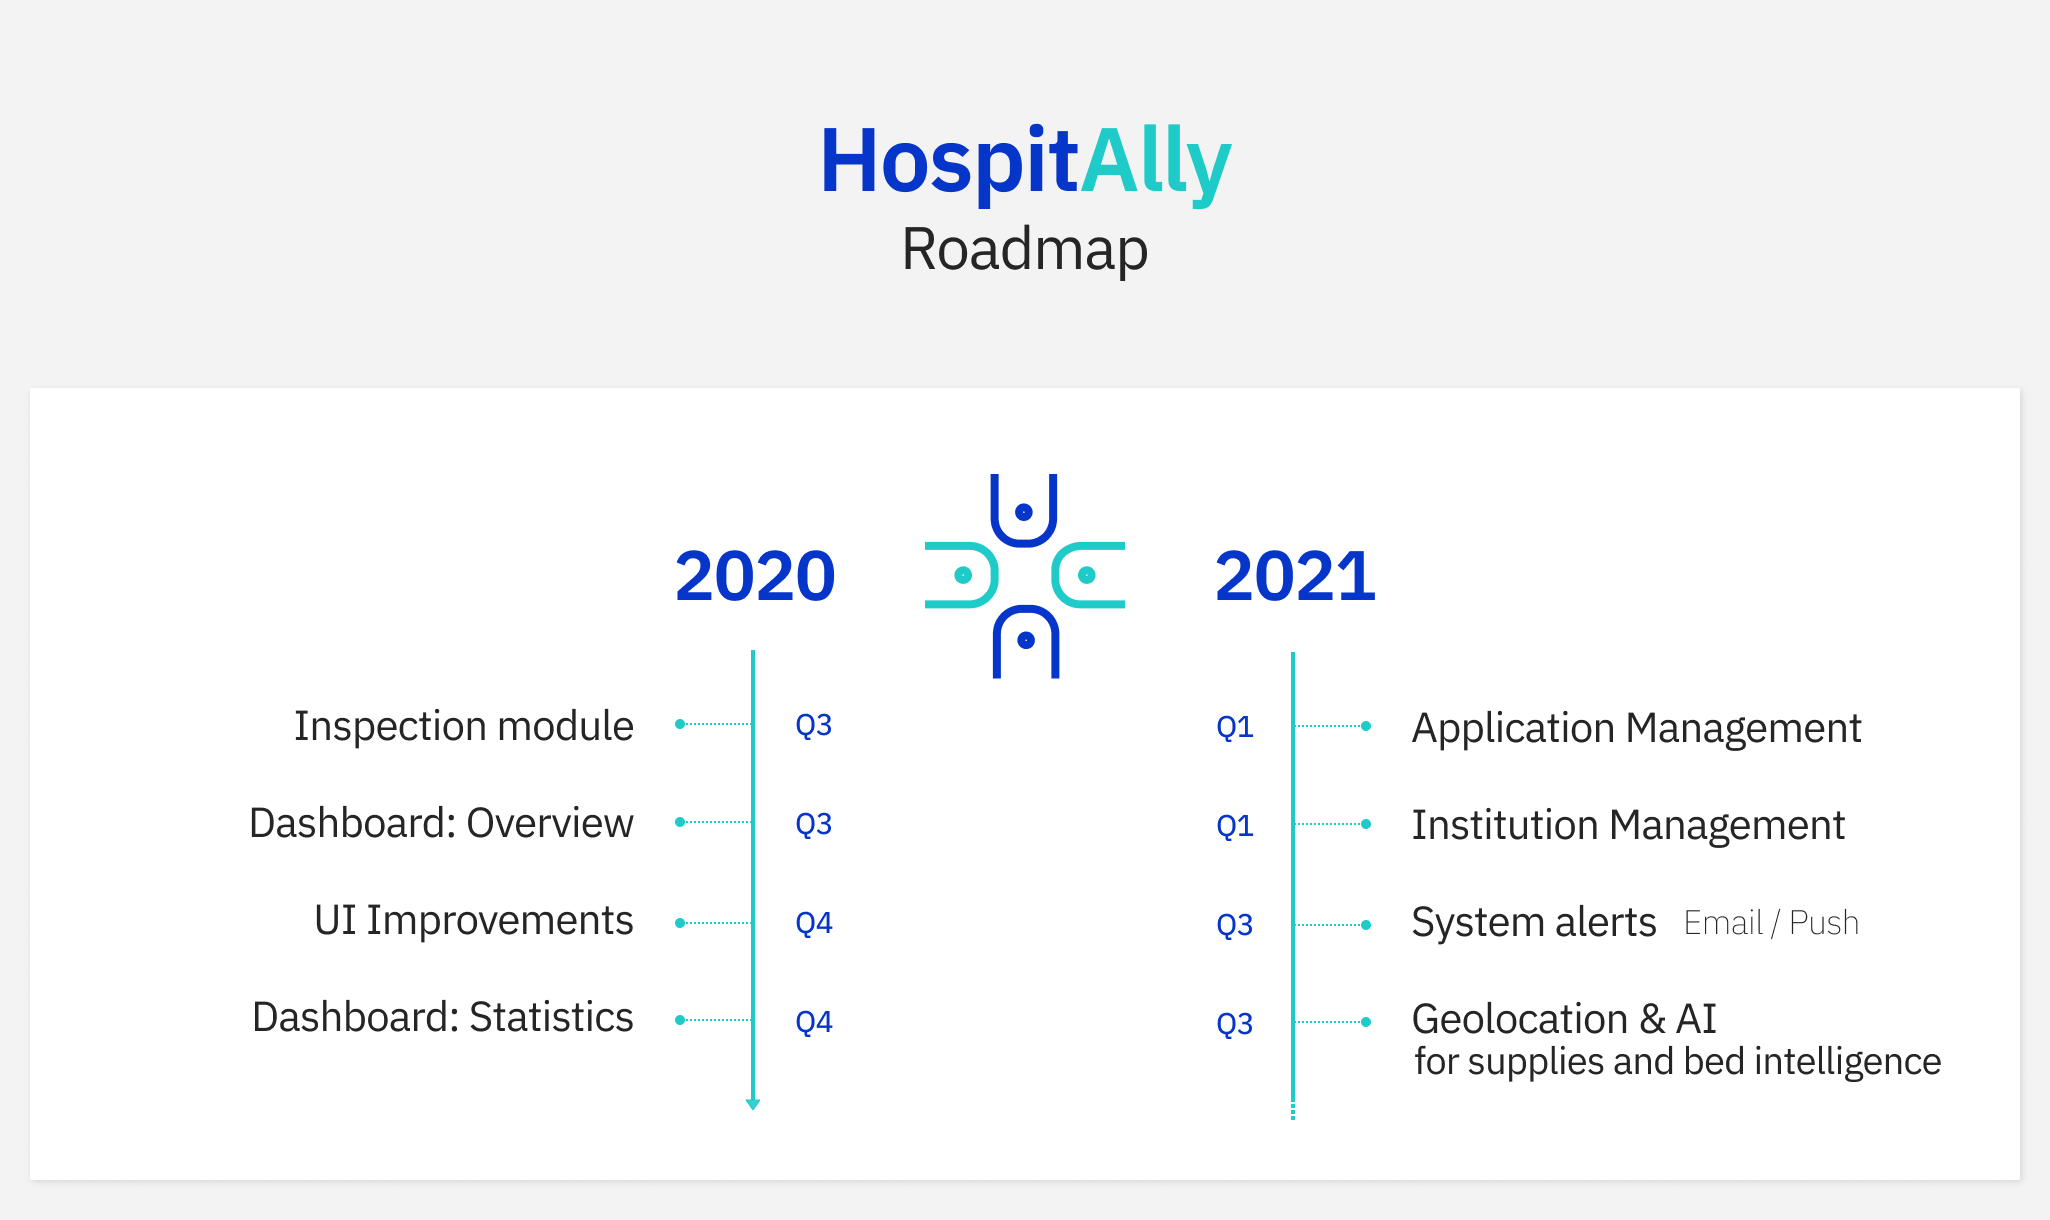 HospitAlly
Roadmap
2020
Inspection module Q3
Dashboard: Overview Q3
UI Improvements Q4
Dashboard: Statistics Q4
2021
Q1 Application Management
Q1 Institution Management
Q3 System alerts Email / Push
Q3 Geolocation & AI
for supplies and bed intelligence